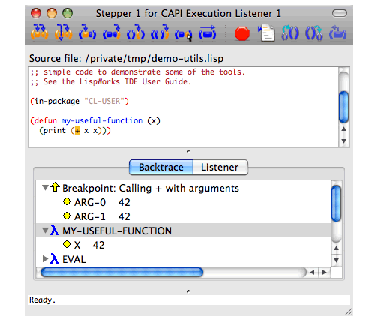 Stepper 1 for CAPI Execution Listener 1
Source file: /private/tmp/demo-utils.lisp
;; simple code to demonstrate some of the tools.
;; See the LispWorks IDE User Guide.
(in-package "CL-USER")
(defun my-useful-function (x)
(print (+ x x)))
Backtrace Listener
Breakpoint: Calling + with arguments
ARG-0 42
ARG-1 42
λ MY-USEFUL-FUNCTION
X 42
λ EVAL
Ready.